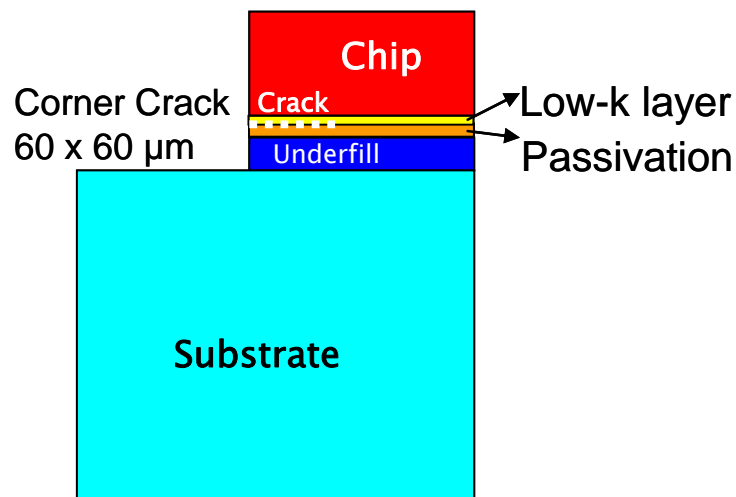 Chip
Corner Crack
60 x 60 µm
Crack
Low-k layer
Passivation
Underfill
Substrate